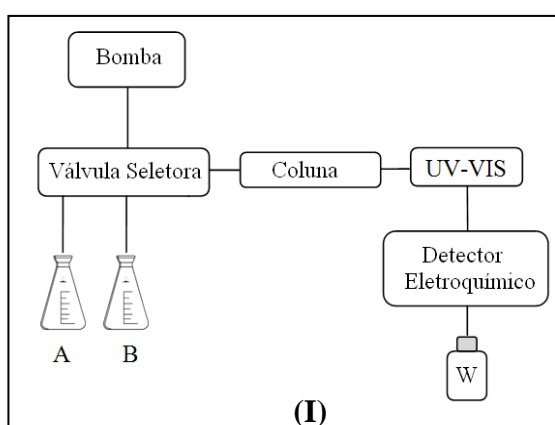 Bomba
Válvula Seletora
Coluna
UV-VIS
Detector
Eletroquímico
A
B
W
(I)